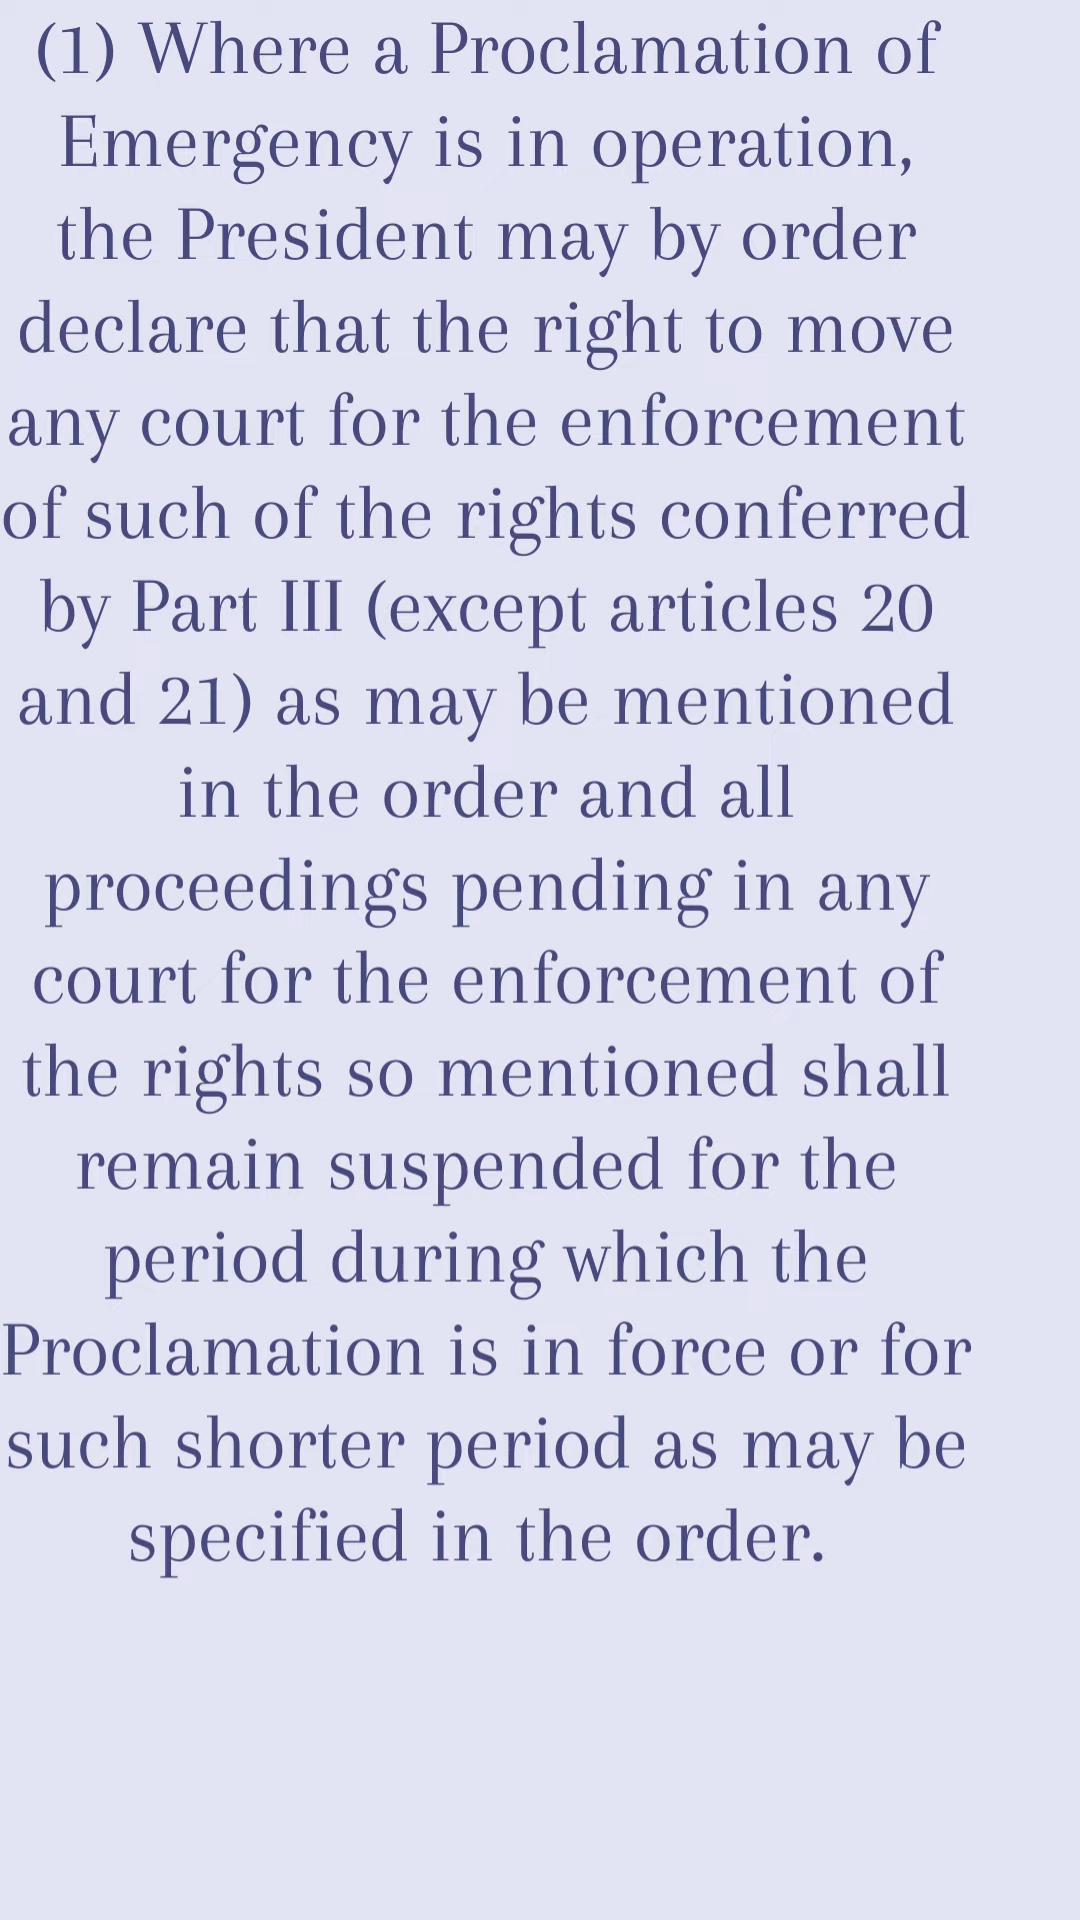 (1) Where a Proclamation of
Emergency is in operation,
the President may by order
declare that the right to move
any court for the enforcement
of such of the rights conferred
by Part III (except articles 20
and 21) as may be mentioned
in the order and all
proceedings pending in any
court for the enforcement of
the rights so mentioned shall
remain suspended for the
period during which the
Proclamation is in force or for
such shorter period as may be
specified in the order.